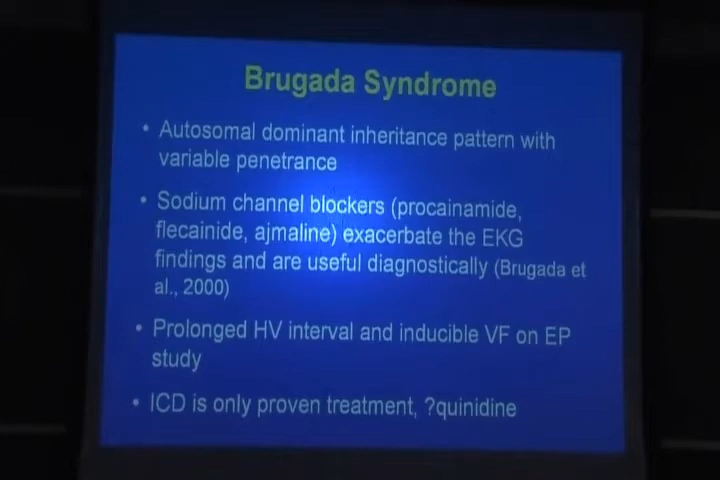 Brugada Syndrome
• Autosomal dominant inheritance pattern with
variable penetrance
• Sodium channel blockers (procainamide,
flecainide, ajmaline) exacerbate the EKG
findings and are useful diagnostically (Brugada et
al., 2000)
• Prolonged HV interval and inducible VF on EP
study
• ICD is only proven treatment, ?quinidine